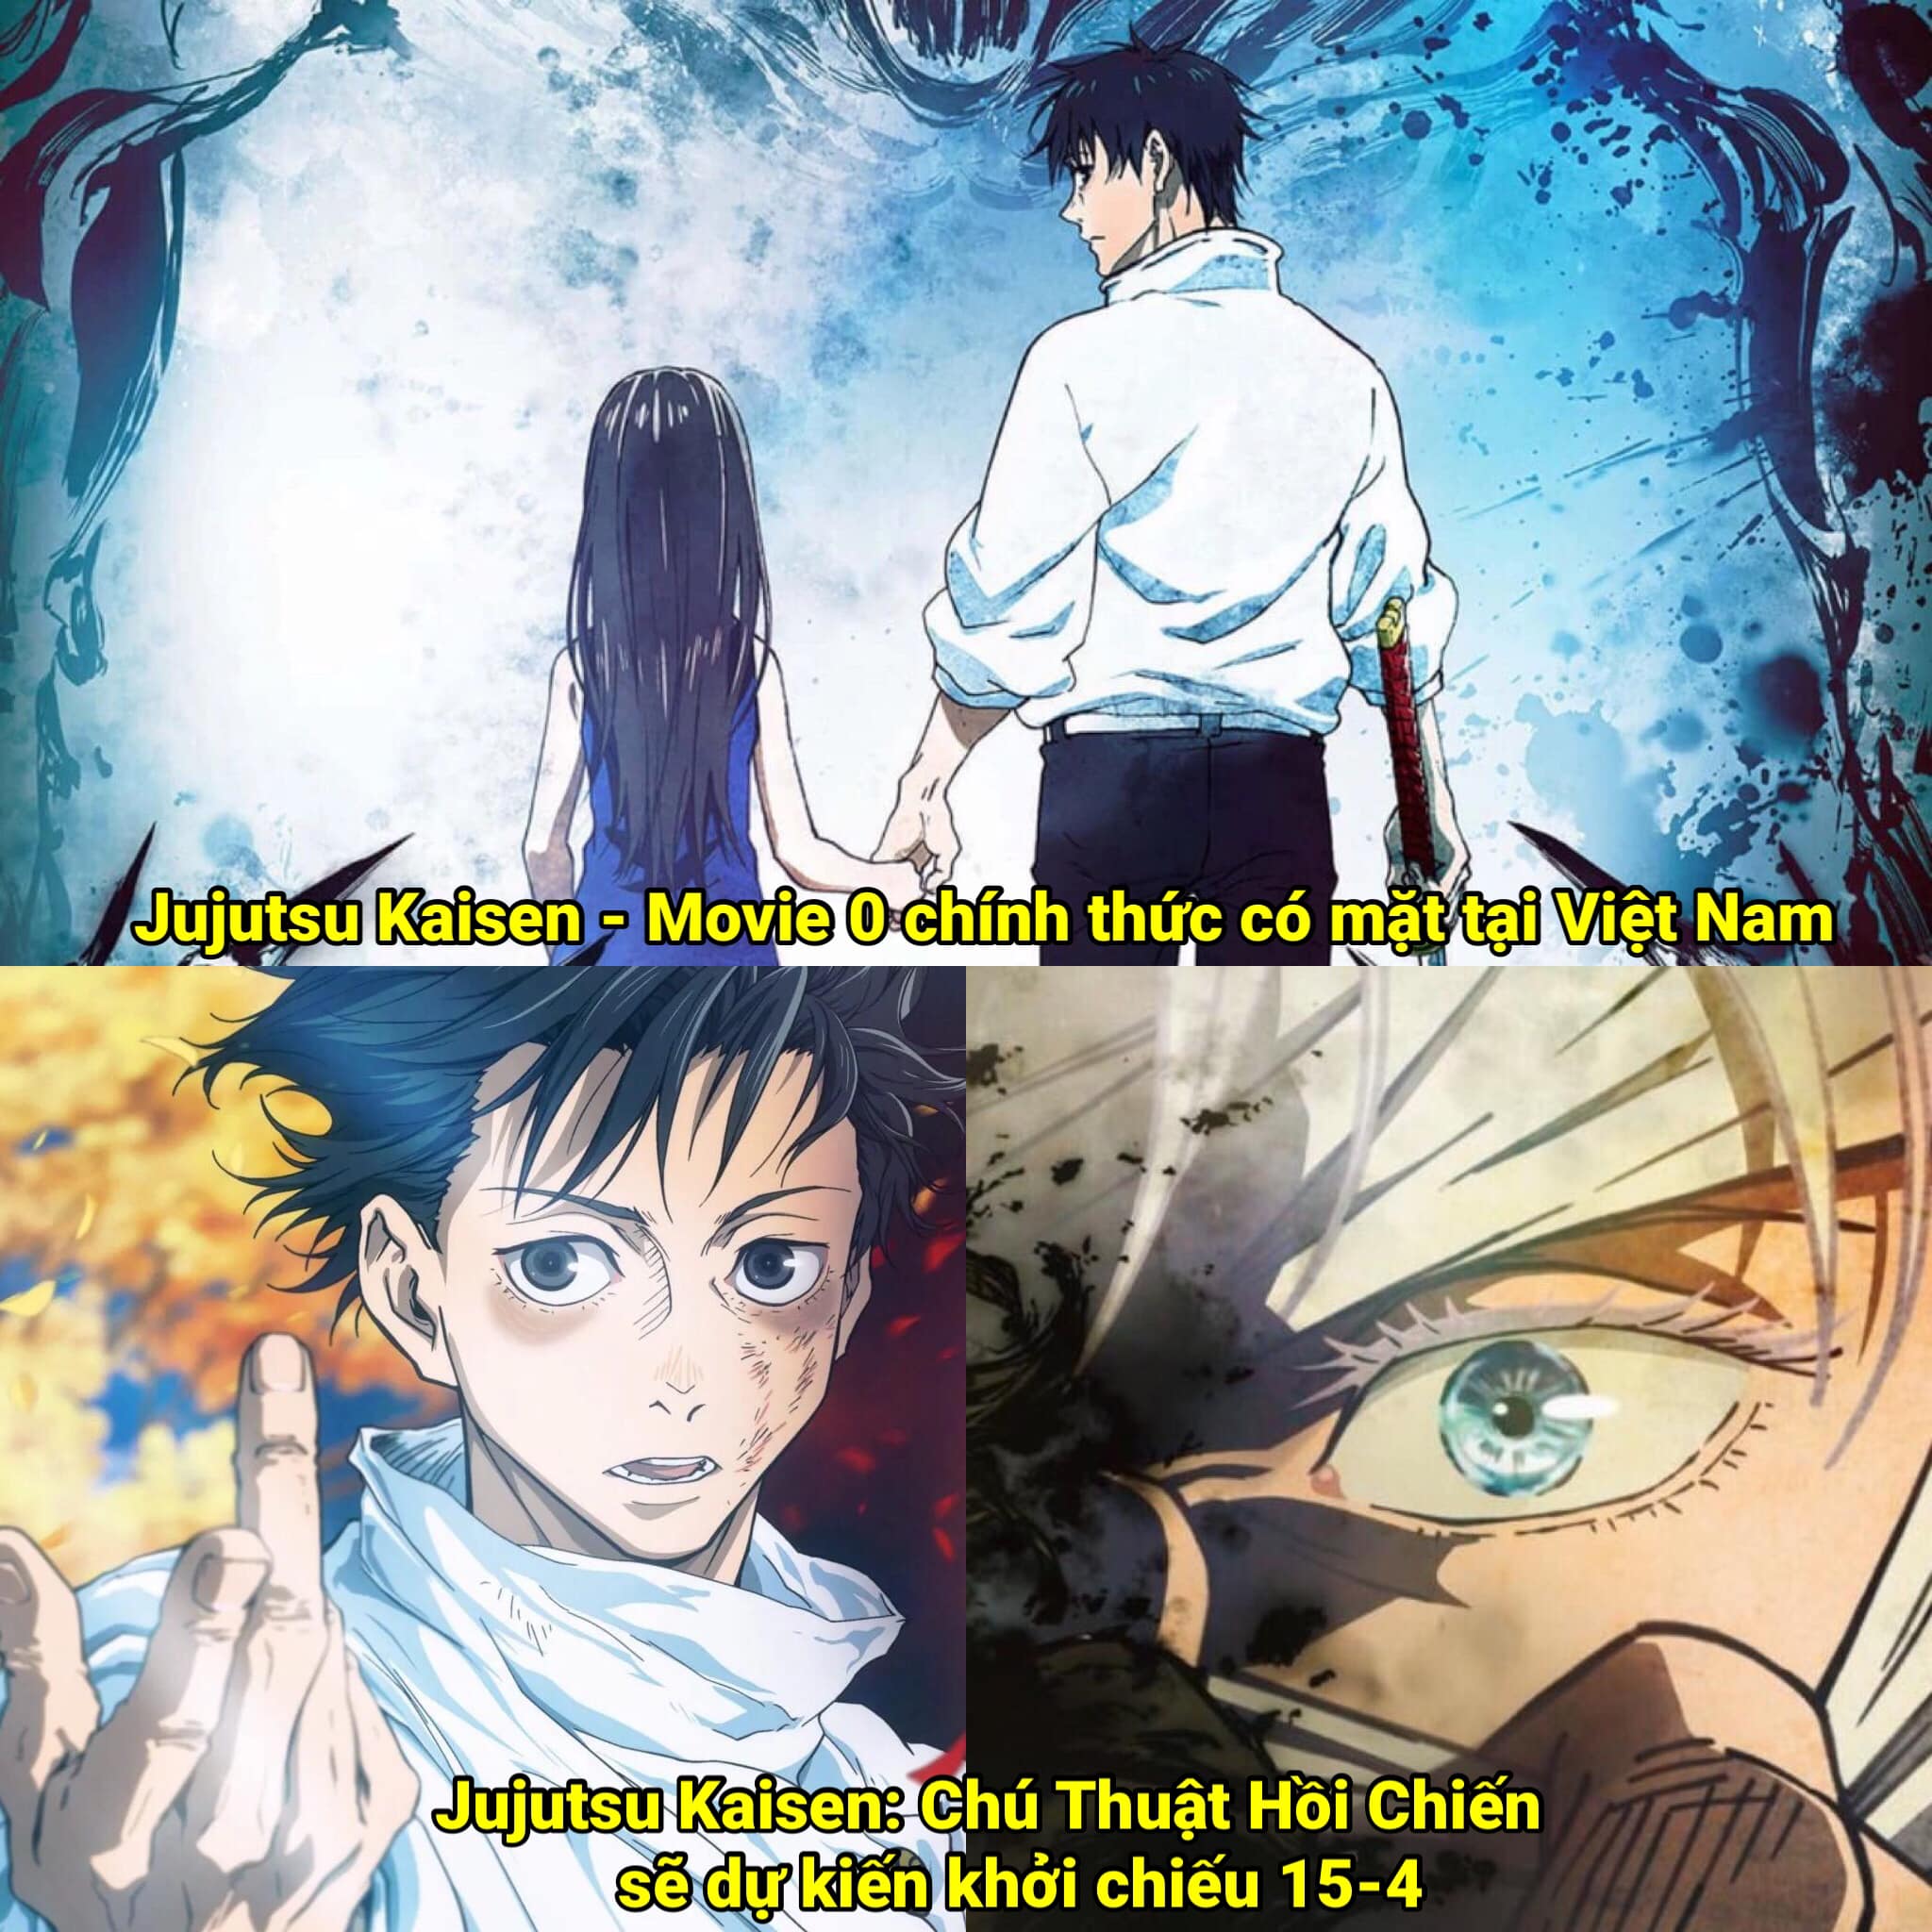 Jujutsu Kaisen - Movie 0 chính thức có mặt tại Việt Nam
Jujutsu Kaisen: Chú Thuật Hồi Chiến
sẽ dự kiến khởi chiếu 15-4